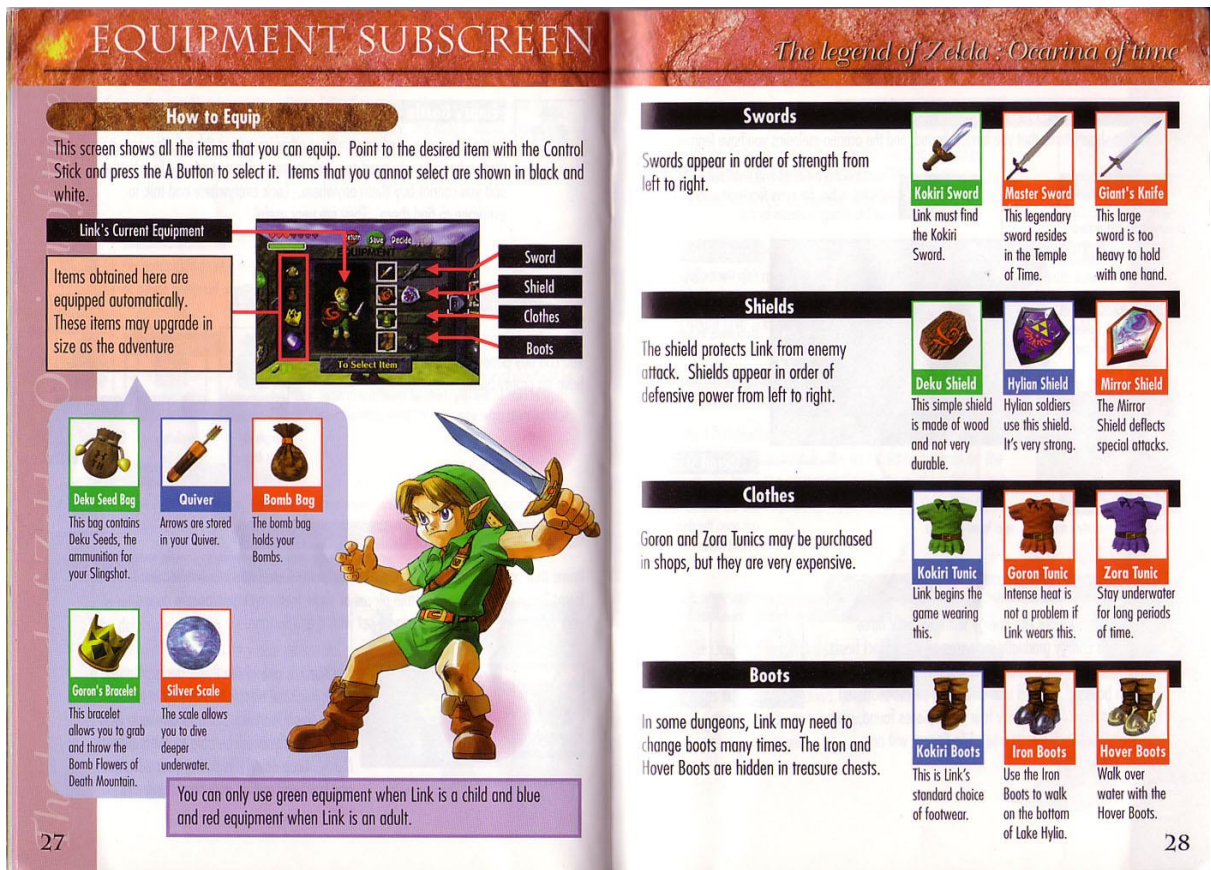 EQUIPMENT SUBSCREEN
How to Equip
This screen shows all the items that you can equip. Point to the desired item with the Control
Stick and press the A Button to select it. Items that you cannot select are shown in black and
white.
Link's Current Equipment
Items obtained here are
equipped automatically.
These items may upgrade in
size as the adventure
Return
Save
Decide
EQUIPMENT
To Select Item
Sword
Shield
Clothes
Boots
Deku Seed Bag
This bag contains
Deku Seeds, the
ammunition for
your Slingshot.
Quiver
Arrows are stored
in your Quiver.
Bomb Bag
The bomb bag
holds your
Bombs.
Goron's Bracelet
This bracelet
allows you to grab
and throw the
Bomb Flowers of
Death Mountain.
Silver Scale
The scale allows
you to dive
deeper
underwater.
You can only use green equipment when Link is a child and blue
and red equipment when Link is an adult.
27
The legend of Zelda : Ocarina of time
Swords
Swords appear in order of strength from
left to right.
Kokiri Sword
Link must find
the Kokiri
Sword.
Master Sword
This legendary
sword resides
in the Temple
of Time.
Giant's Knife
This large
sword is too
heavy to hold
with one hand.
Shields
The shield protects Link from enemy
attack. Shields appear in order of
defensive power from left to right.
Deku Shield
This simple shield
is made of wood
and not very
durable.
Hylian Shield
Hylian soldiers
use this shield.
It's very strong.
Mirror Shield
The Mirror
Shield deflects
special attacks.
Clothes
Goron and Zora Tunics may be purchased
in shops, but they are very expensive.
Kokiri Tunic
Link begins the
game wearing
this.
Goron Tunic
Intense heat is
not a problem if
Link wears this.
Zora Tunic
Stay underwater
for long periods
of time.
Boots
In some dungeons, Link may need to
change boots many times. The Iron and
Hover Boots are hidden in treasure chests.
Kokiri Boots
This is Link's
standard choice
of footwear.
Iron Boots
Use the Iron
Boots to walk
on the bottom
of Lake Hylia.
Hover Boots
Walk over
water with the
Hover Boots.
28